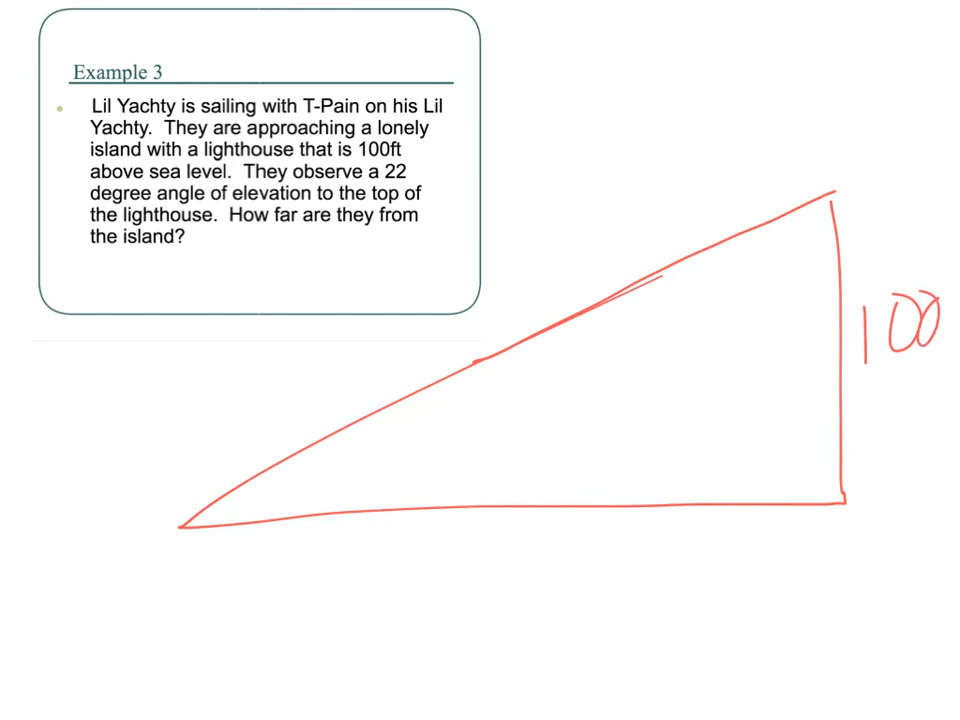 Example 3
Lil Yachty is sailing with T-Pain on his Lil
Yachty. They are approaching a lonely
island with a lighthouse that is 100ft
above sea level. They observe a 22
degree angle of elevation to the top of
the lighthouse. How far are they from
the island?
100